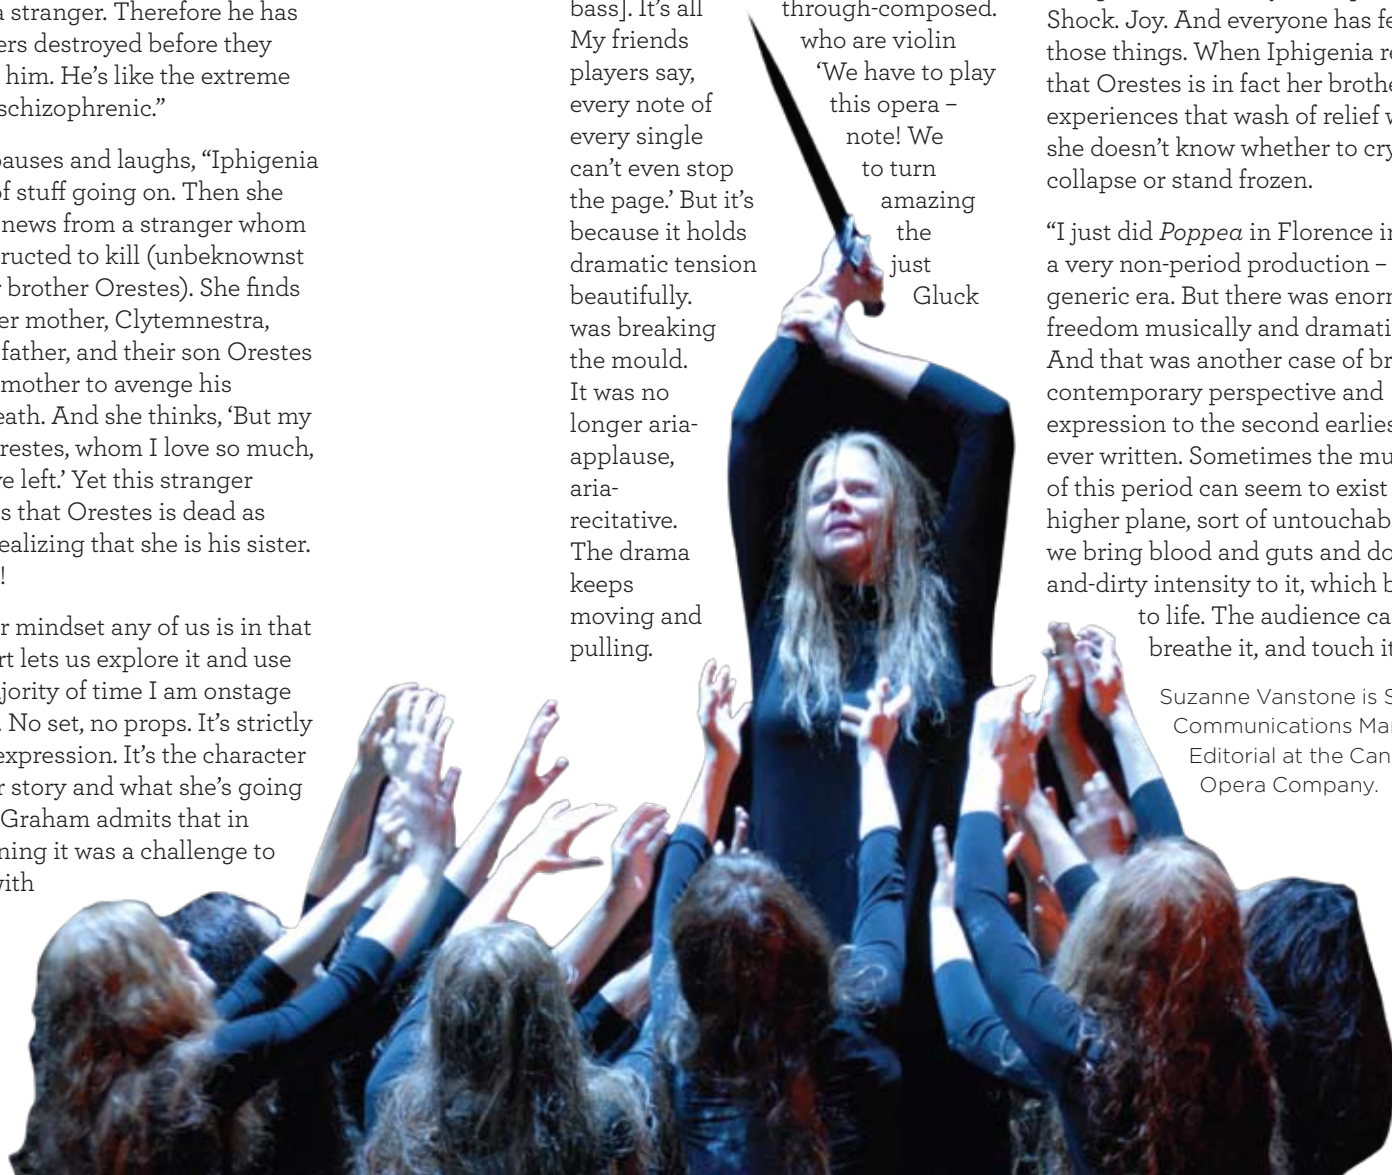 a stranger. Therefore he has
ers destroyed before they
him. He’s like the extreme
schizophrenic.”
pauses and laughs, “Iphigenia
of stuff going on. Then she
news from a stranger whom
ructed to kill (unbeknownst
r brother Orestes). She finds
er mother, Clytemnestra,
father, and their son Orestes
mother to avenge his
eath. And she thinks, ‘But my
restes, whom I love so much,
ve left.’ Yet this stranger
s that Orestes is dead as
ealizing that she is his sister.
!
r mindset any of us is in that
rt lets us explore it and use
jority of time I am onstage
. No set, no props. It’s strictly
expression. It’s the character
r story and what she’s going
Graham admits that in
ning it was a challenge to
with
bass]. It’s all through-composed.
My friends who are violin
players say, ‘We have to play
every note of this opera –
every single note! We
can’t even stop to turn
the page.’ But it’s amazing
because it holds the
dramatic tension just
beautifully. Gluck
was breaking
the mould.
It was no
longer aria-
applause,
aria-
recitative.
The drama
keeps
moving and
pulling.
Shock. Joy. And everyone has fe
those things. When Iphigenia re
that Orestes is in fact her brothe
experiences that wash of relief w
she doesn’t know whether to cry
collapse or stand frozen.
“I just did Poppea in Florence in
a very non-period production –
generic era. But there was enorm
freedom musically and dramati
And that was another case of br
contemporary perspective and
expression to the second earlies
ever written. Sometimes the mu
of this period can seem to exist
higher plane, sort of untouchab
we bring blood and guts and do
and-dirty intensity to it, which b
to life. The audience ca
breathe it, and touch it
Suzanne Vanstone is S
Communications Ma
Editorial at the Can
Opera Company.